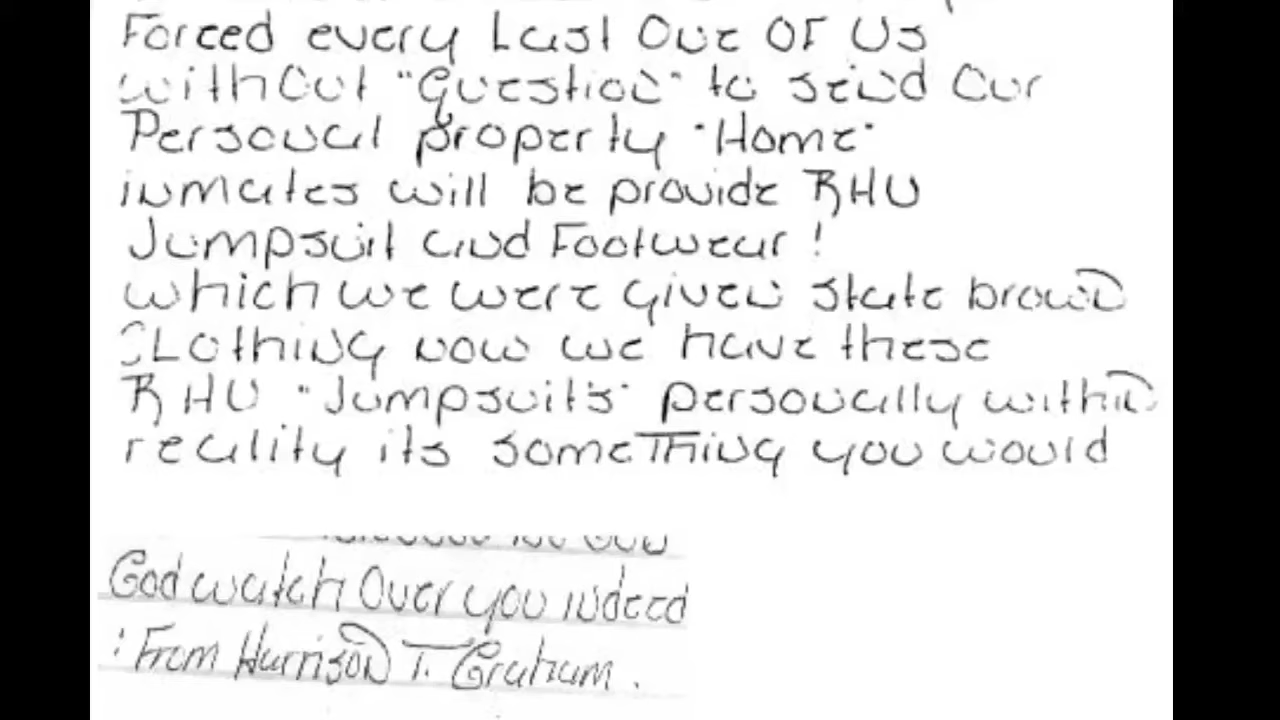 Forced every Last One OF Us
without "Question" to send Our
Personal property "Home"
inmates will be provide RHU
Jumpsuit and Footwear!
which we were given state brown
CLothing now we have these
RHU "Jumpsuit's" personally within
reality its someThing you would
God watch Over you indeed
: From Harrison T. Graham.